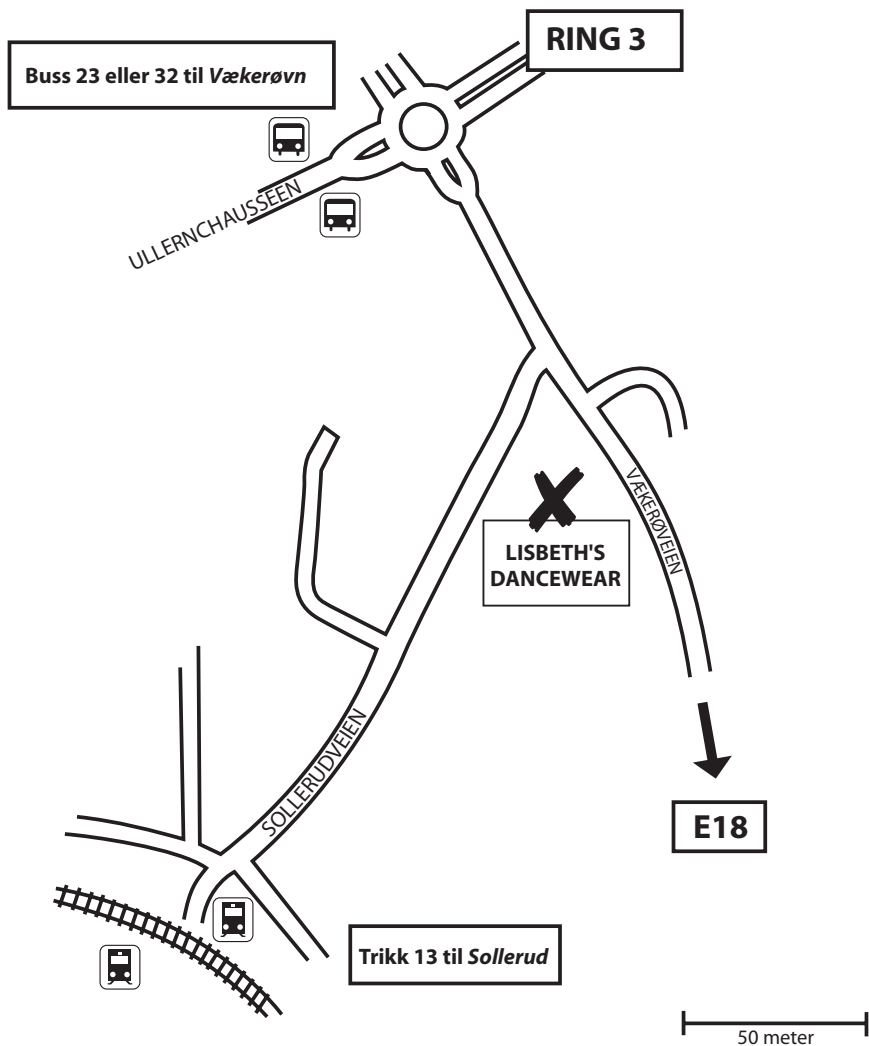 RING 3
Buss 23 eller 32 til Vækerøvn
ULLERNCHAUSSEEN
VÆKERØVEIEN
LISBETH'S
DANCEWEAR
SOLLERUDVEIEN
E18
Trikk 13 til Sollerud
50 meter